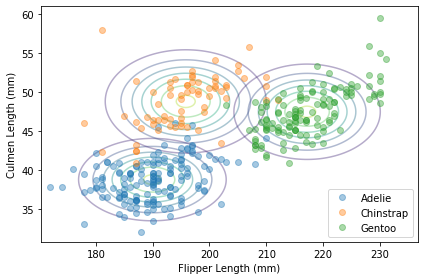 60
55
50
45
40
35
Culmen Length (mm)
180
190
200
210
220
230
Flipper Length (mm)
Adelie
Chinstrap
Gentoo